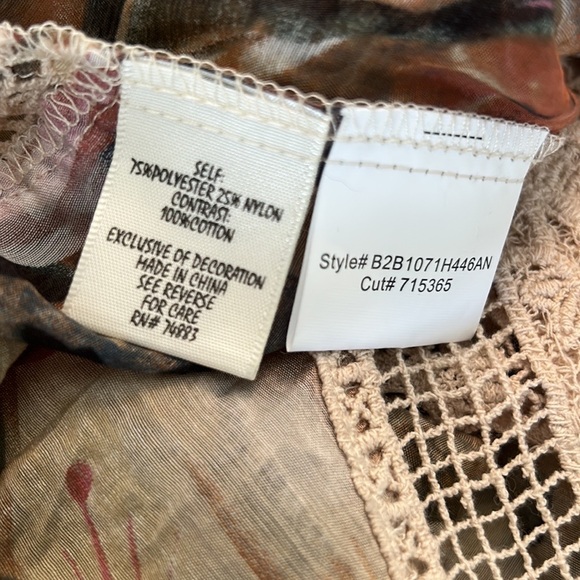 SELF:
75%POLYESTER 25% NYLON
CONTRAST:
100%COTTON
EXCLUSIVE OF DECORATION
MADE IN CHINA
SEE REVERSE
FOR CARE
RN# 74883
Style# B2B1071H446AN
Cut# 715365